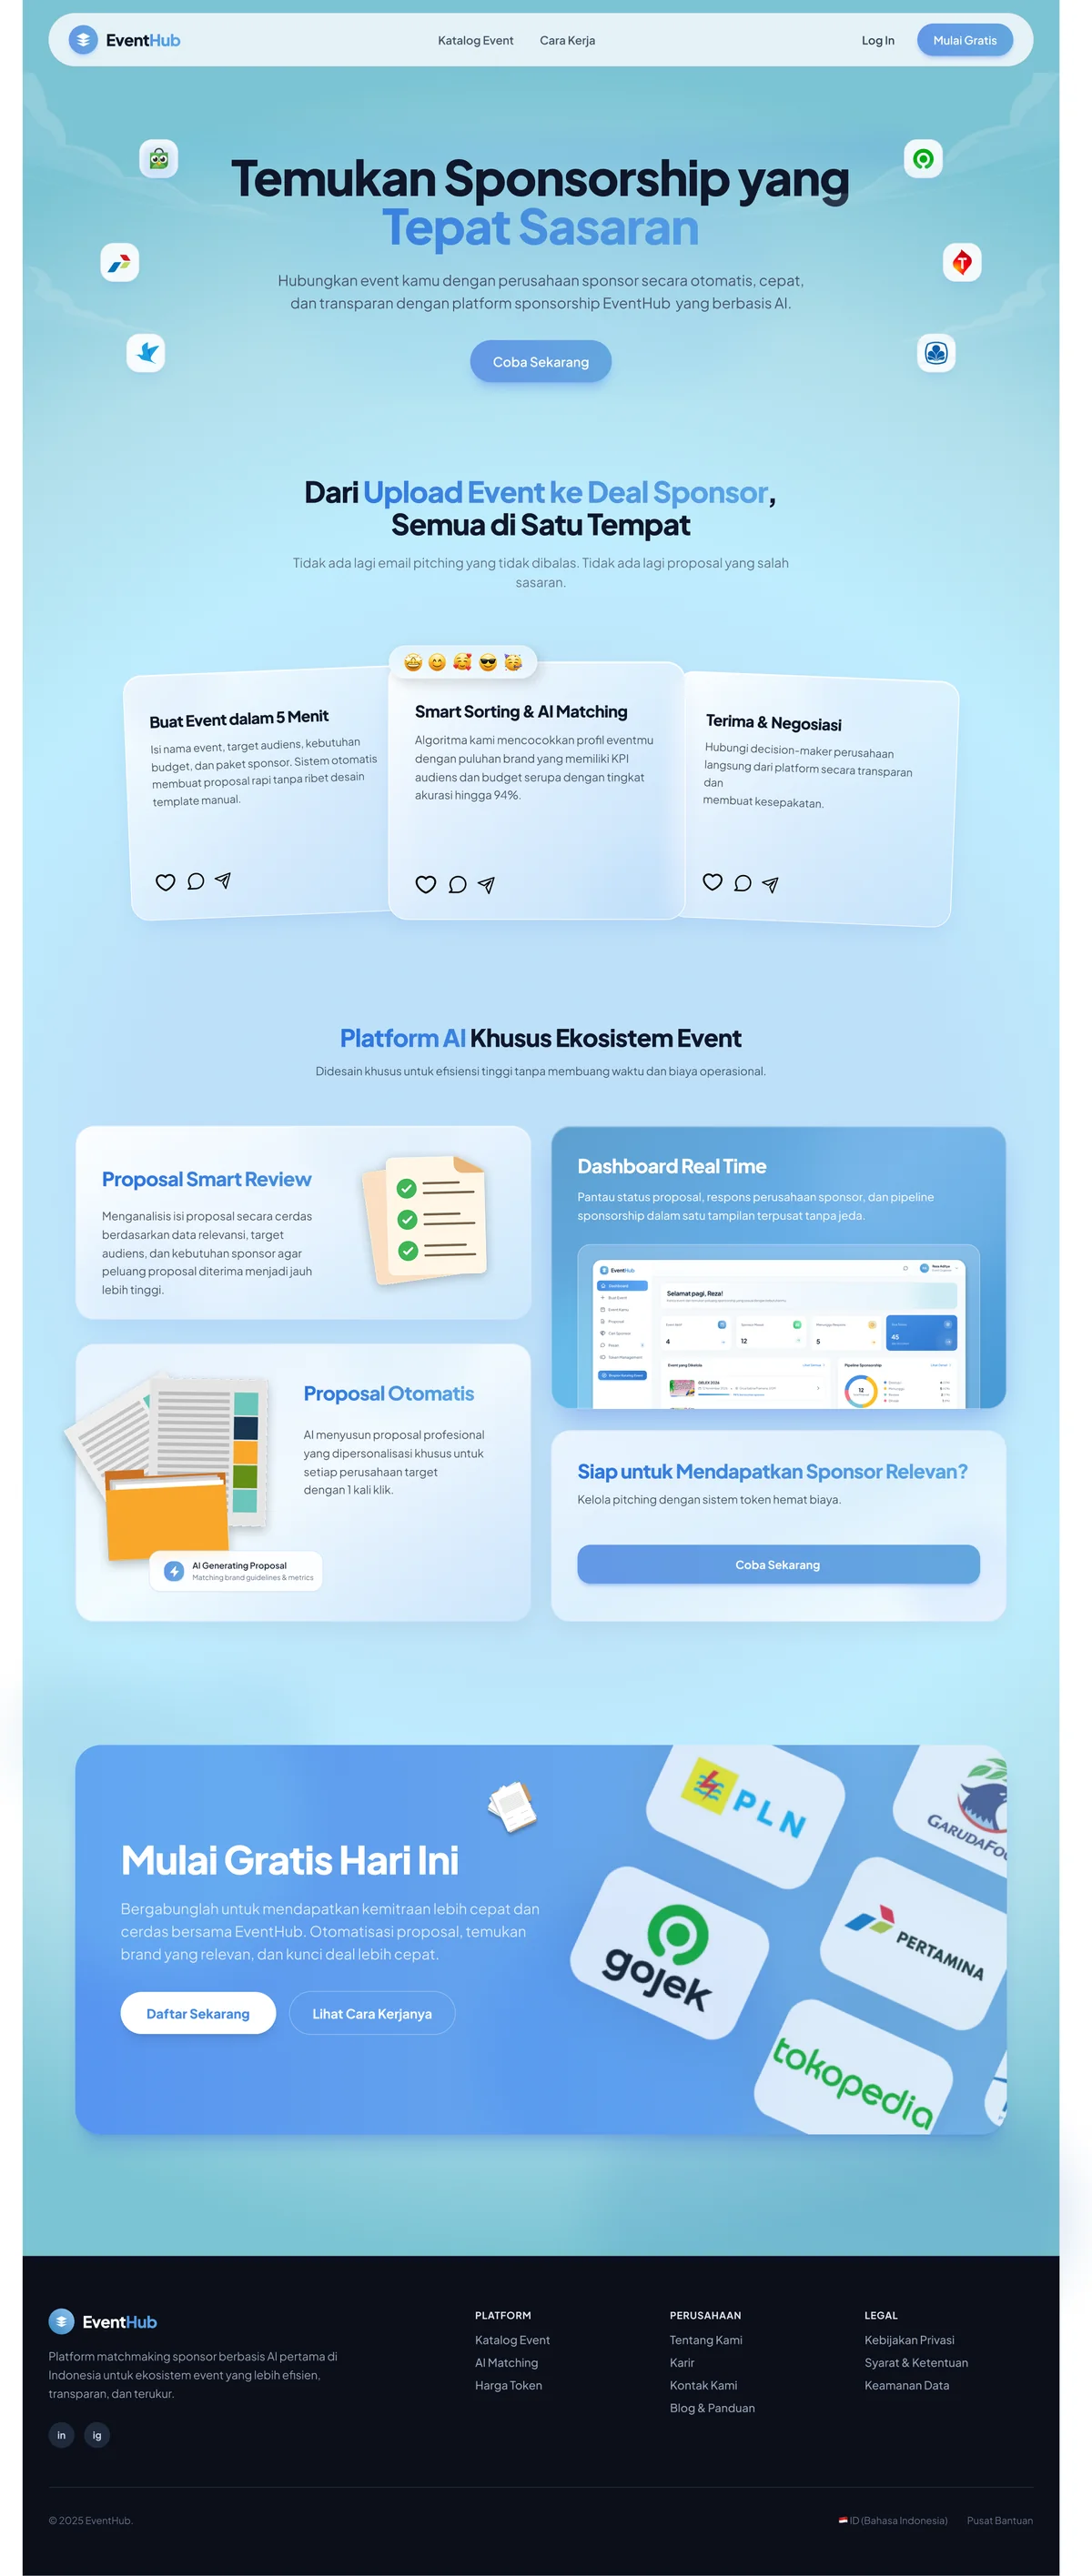 EventHub
Katalog Event
Cara Kerja
Log In
Mulai Gratis
Temukan Sponsorship yang
Tepat Sasaran
Hubungkan event kamu dengan perusahaan sponsor secara otomatis, cepat,
dan transparan dengan platform sponsorship EventHub yang berbasis AI.
Coba Sekarang
Dari Upload Event ke Deal Sponsor,
Semua di Satu Tempat
Tidak ada lagi email pitching yang tidak dibalas. Tidak ada lagi proposal yang salah
sasaran.
Buat Event dalam 5 Menit
Isi nama event, target audiens, kebutuhan
budget, dan paket sponsor. Sistem otomatis
membuat proposal rapi tanpa ribet desain
template manual.
Smart Sorting & AI Matching
Algoritma kami mencocokkan profil eventmu
dengan puluhan brand yang memiliki KPI
audiens dan budget serupa dengan tingkat
akurasi hingga 94%.
Terima & Negosiasi
Hubungi decision-maker perusahaan
langsung dari platform secara transparan
dan
membuat kesepakatan.
Platform AI Khusus Ekosistem Event
Didesain khusus untuk efisiensi tinggi tanpa membuang waktu dan biaya operasional.
Proposal Smart Review
Menganalisis isi proposal secara cerdas
berdasarkan data relevansi, target
audiens, dan kebutuhan sponsor agar
peluang proposal diterima menjadi jauh
lebih tinggi.
Dashboard Real Time
Pantau status proposal, respons perusahaan sponsor, dan pipeline
sponsorship dalam satu tampilan terpusat tanpa jeda.
EventHub
Dashboard
Selamat pagi, Reza!
4
12
5
45
Event yang Dikelola
Pipeline Sponsorship
12
Proposal Otomatis
AI menyusun proposal profesional
yang dipersonalisasi khusus untuk
setiap perusahaan target
dengan 1 kali klik.
AI Generating Proposal
Matching brand guidelines & metrics
Siap untuk Mendapatkan Sponsor Relevan?
Kelola pitching dengan sistem token hemat biaya.
Coba Sekarang
Mulai Gratis Hari Ini
Bergabunglah untuk mendapatkan kemitraan lebih cepat dan
cerdas bersama EventHub. Otomatisasi proposal, temukan
brand yang relevan, dan kunci deal lebih cepat.
Daftar Sekarang
Lihat Cara Kerjanya
PLN
GARUDAFO
gojek
PERTAMINA
tokopedia
EventHub
Platform matchmaking sponsor berbasis AI pertama di
Indonesia untuk ekosistem event yang lebih efisien,
transparan, dan terukur.
in
ig
PLATFORM
Katalog Event
AI Matching
Harga Token
PERUSAHAAN
Tentang Kami
Karir
Kontak Kami
Blog & Panduan
LEGAL
Kebijakan Privasi
Syarat & Ketentuan
Keamanan Data
© 2025 EventHub.
ID (Bahasa Indonesia)
Pusat Bantuan